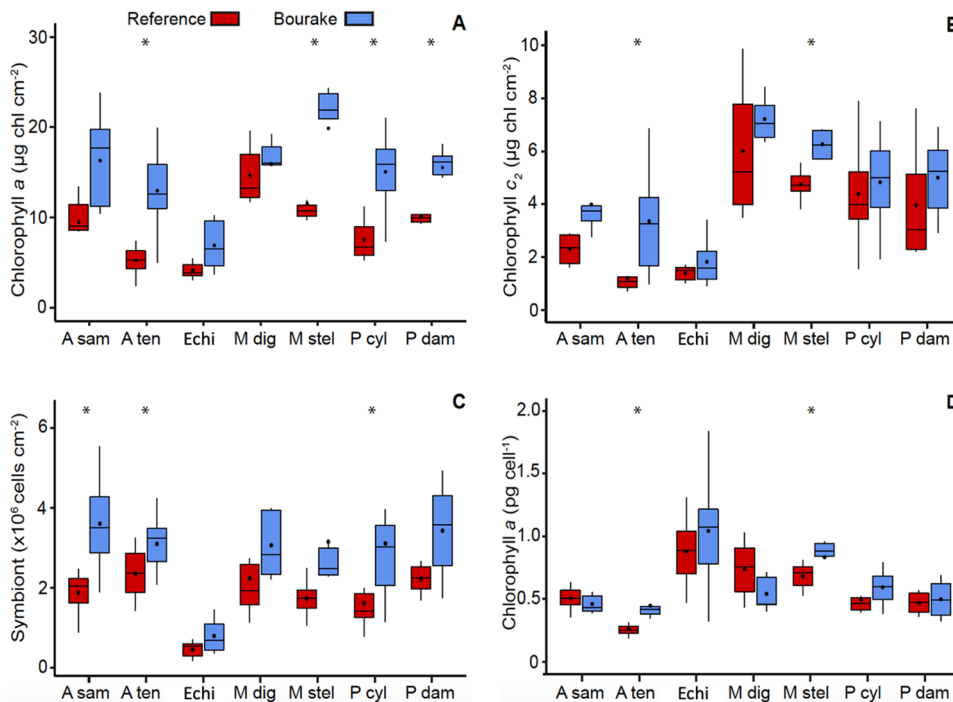 Reference Bourake
A
*
*
*
*
Chlorophyll a (µg chl cm⁻²)
30
20
10
0
A sam A ten Echi M dig M stel P cyl P dam
B
*
*
Chlorophyll c₂ (µg chl cm⁻²)
10
8
6
4
2
0
A sam A ten Echi M dig M stel P cyl P dam
C
*
*
*
Symbiont (x10⁶ cells cm⁻²)
6
4
2
0
A sam A ten Echi M dig M stel P cyl P dam
D
*
*
Chlorophyll a (pg cell⁻¹)
2.0
1.5
1.0
0.5
0
A sam A ten Echi M dig M stel P cyl P dam